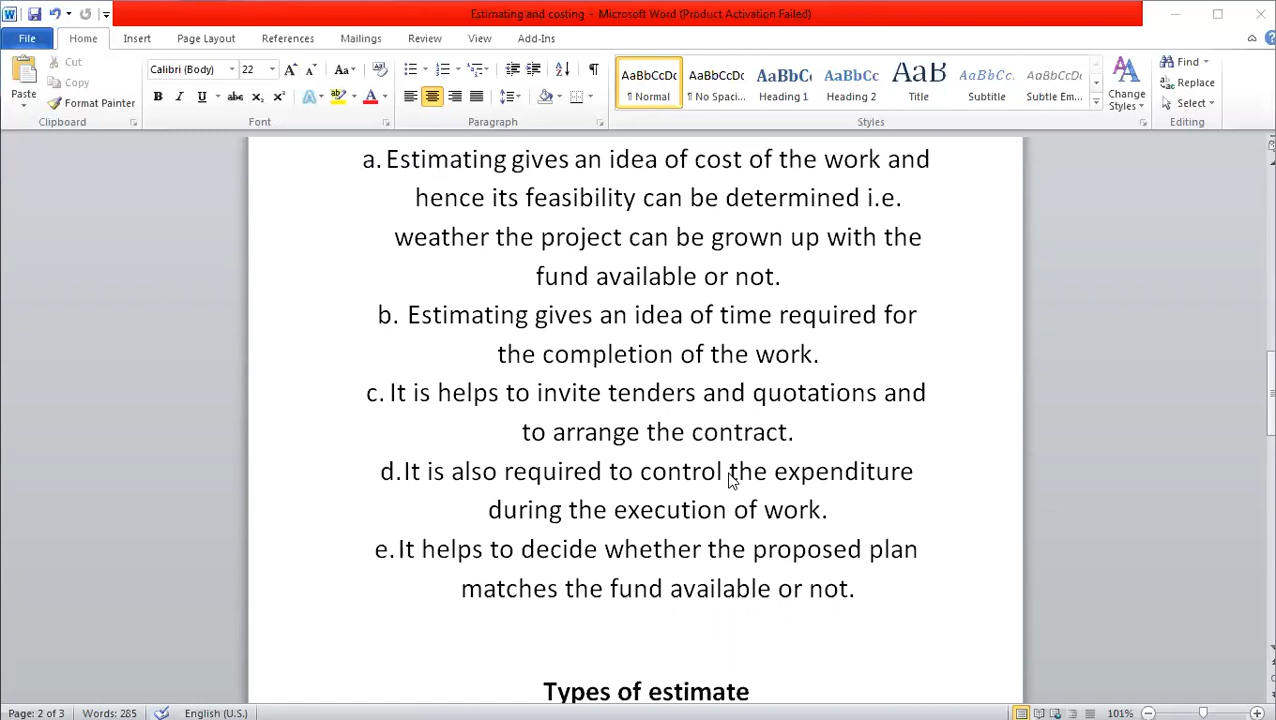 Estimating and costing - Microsoft Word (Product Activation Failed)
File Home Insert Page Layout References Mailings Review View Add-Ins
Paste
Cut
Copy
Format Painter
Clipboard
Calibri (Body) 22
Font
Paragraph
AaBbCcDc AaBbCcDc AaBbC AaBbCc AaB AaBbCc. AaBbCcDc
Normal No Spaci... Heading 1 Heading 2 Title Subtitle Subtle Em...
Change Styles
Styles
Find
Replace
Select
Editing
a. Estimating gives an idea of cost of the work and
hence its feasibility can be determined i.e.
weather the project can be grown up with the
fund available or not.
b. Estimating gives an idea of time required for
the completion of the work.
c. It is helps to invite tenders and quotations and
to arrange the contract.
d. It is also required to control the expenditure
during the execution of work.
e. It helps to decide whether the proposed plan
matches the fund available or not.
Types of estimate
Page: 2 of 3 Words: 285 English (U.S.) 101%